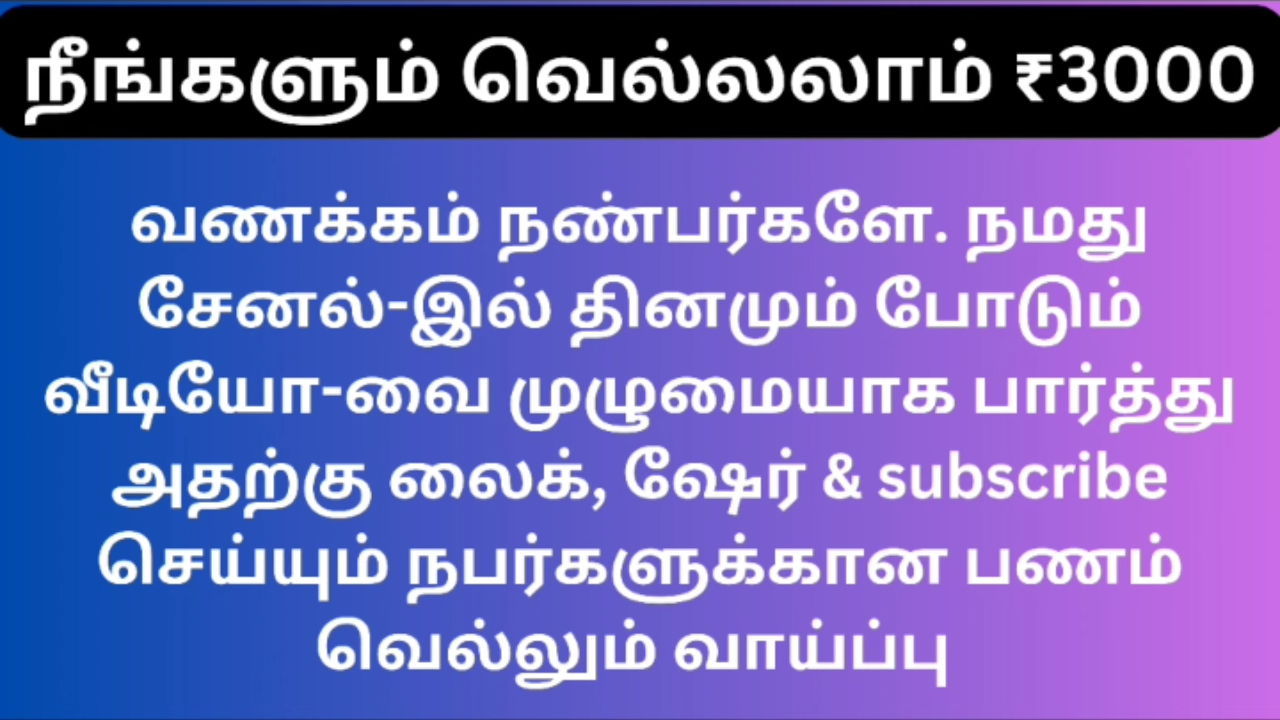 நீங்களும் வெல்லலாம் ₹3000
வணக்கம் நண்பர்களே. நமது
சேனல்-இல் தினமும் போடும்
வீடியோ-வை முழுமையாக பார்த்து
அதற்கு லைக், ஷேர் & subscribe
செய்யும் நபர்களுக்கான பணம்
வெல்லும் வாய்ப்பு